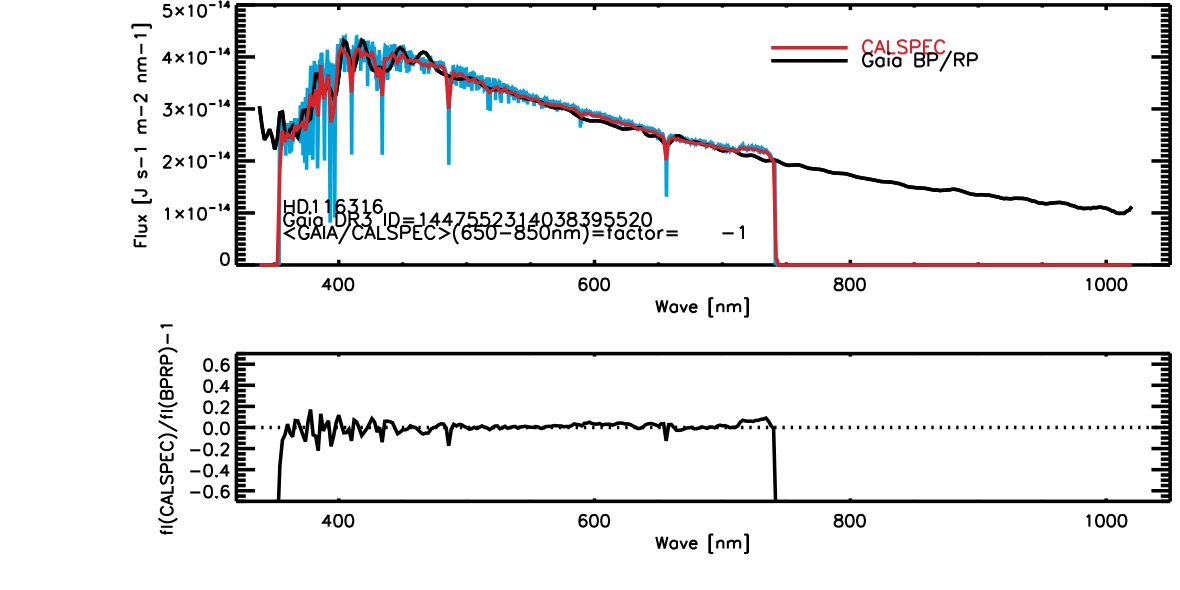 5×10⁻¹⁴
4×10⁻¹⁴
3×10⁻¹⁴
2×10⁻¹⁴
1×10⁻¹⁴
0
Flux [J s−1 m−2 nm−1]
CALSPEC
Gaia BP/RP
HD116316
Gaia DR3 ID=1447552314038395520
<GAIA/CALSPEC>(650−850nm)=factor= −1
400 600 800 1000
Wave [nm]
fl(CALSPEC)/fl(BPRP)−1
0.6
0.4
0.2
0.0
−0.2
−0.4
−0.6
400 600 800 1000
Wave [nm]